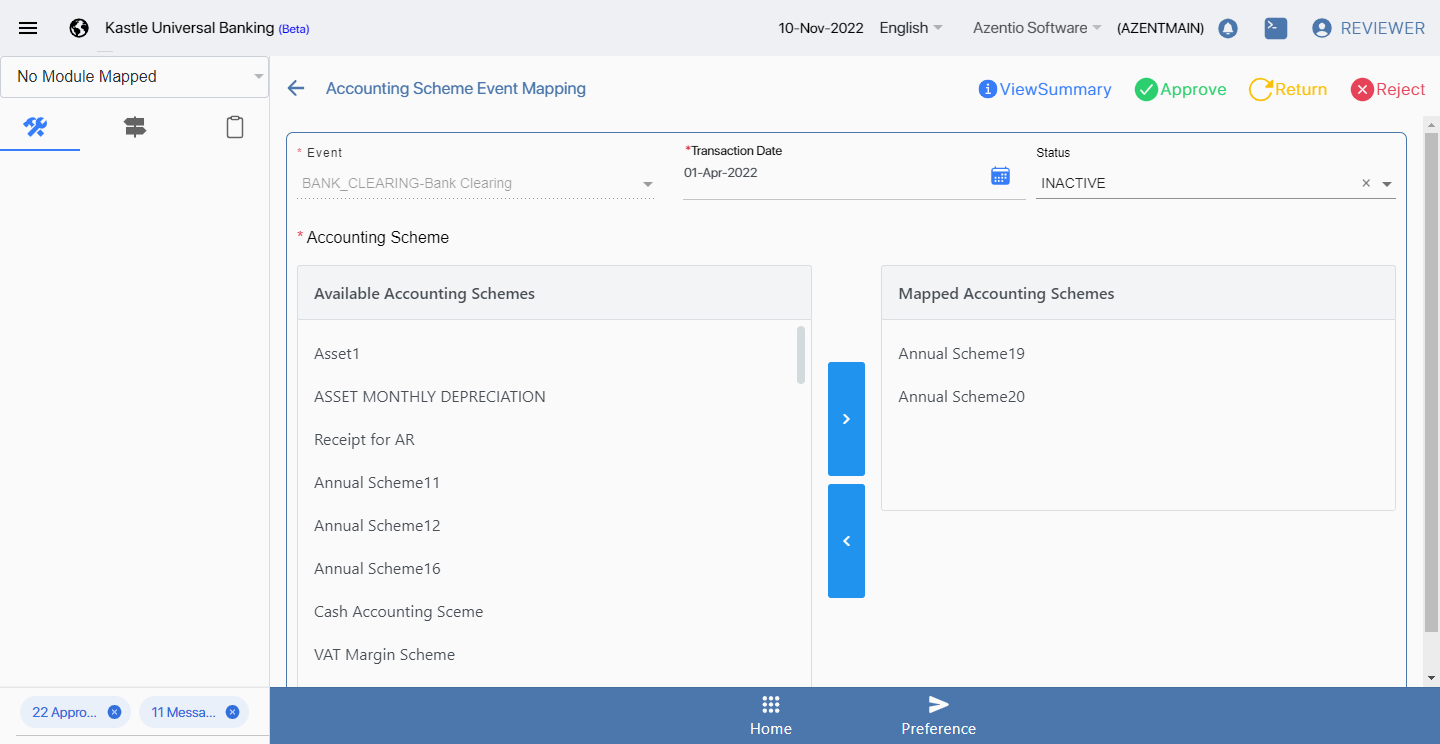 Kastle Universal Banking (Beta)
10-Nov-2022 English Azentio Software (AZENTMAIN) REVIEWER
No Module Mapped
Accounting Scheme Event Mapping
ViewSummary Approve Return Reject
* Event
BANK_CLEARING-Bank Clearing
*Transaction Date
01-Apr-2022
Status
INACTIVE
* Accounting Scheme
Available Accounting Schemes
Asset1
ASSET MONTHLY DEPRECIATION
Receipt for AR
Annual Scheme11
Annual Scheme12
Annual Scheme16
Cash Accounting Sceme
VAT Margin Scheme
Mapped Accounting Schemes
Annual Scheme19
Annual Scheme20
22 Appro... 11 Messa...
Home Preference